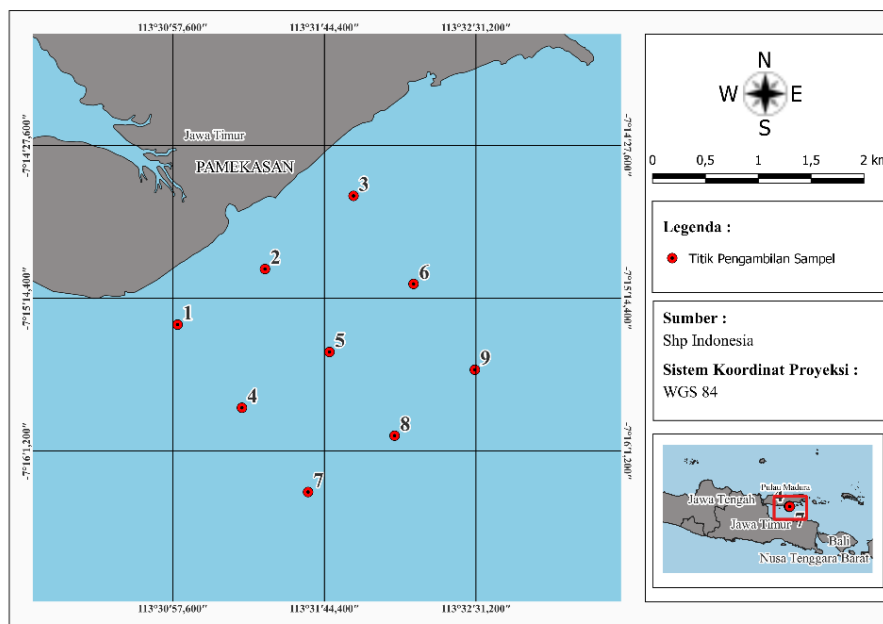 113°30′57,600″ 113°31′44,400″ 113°32′31,200″
-7°14′27,600″
-7°15′14,400″
-7°16′1,200″
Jawa Timur
PAMEKASAN
1
2
3
4
5
6
7
8
9
-7°14′27,600″
-7°15′14,400″
-7°16′1,200″
113°30′57,600″ 113°31′44,400″ 113°32′31,200″
N
W E
S
0 0,5 1 1,5 2 km
Legenda :
Titik Pengambilan Sampel
Sumber :
Shp Indonesia
Sistem Koordinat Proyeksi :
WGS 84
Pulau Madura
Jawa Tengah
4
7
Jawa Timur
Bali
Nusa Tenggara Barat